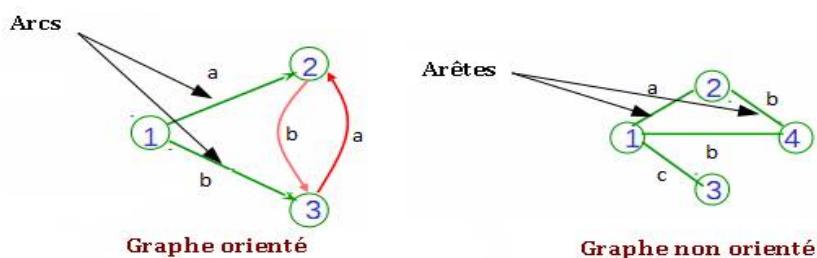 Arcs
a
2
1
b
a
b
3
Graphe orienté
Arêtes
a
2
b
1
4
b
c
3
Graphe non orienté